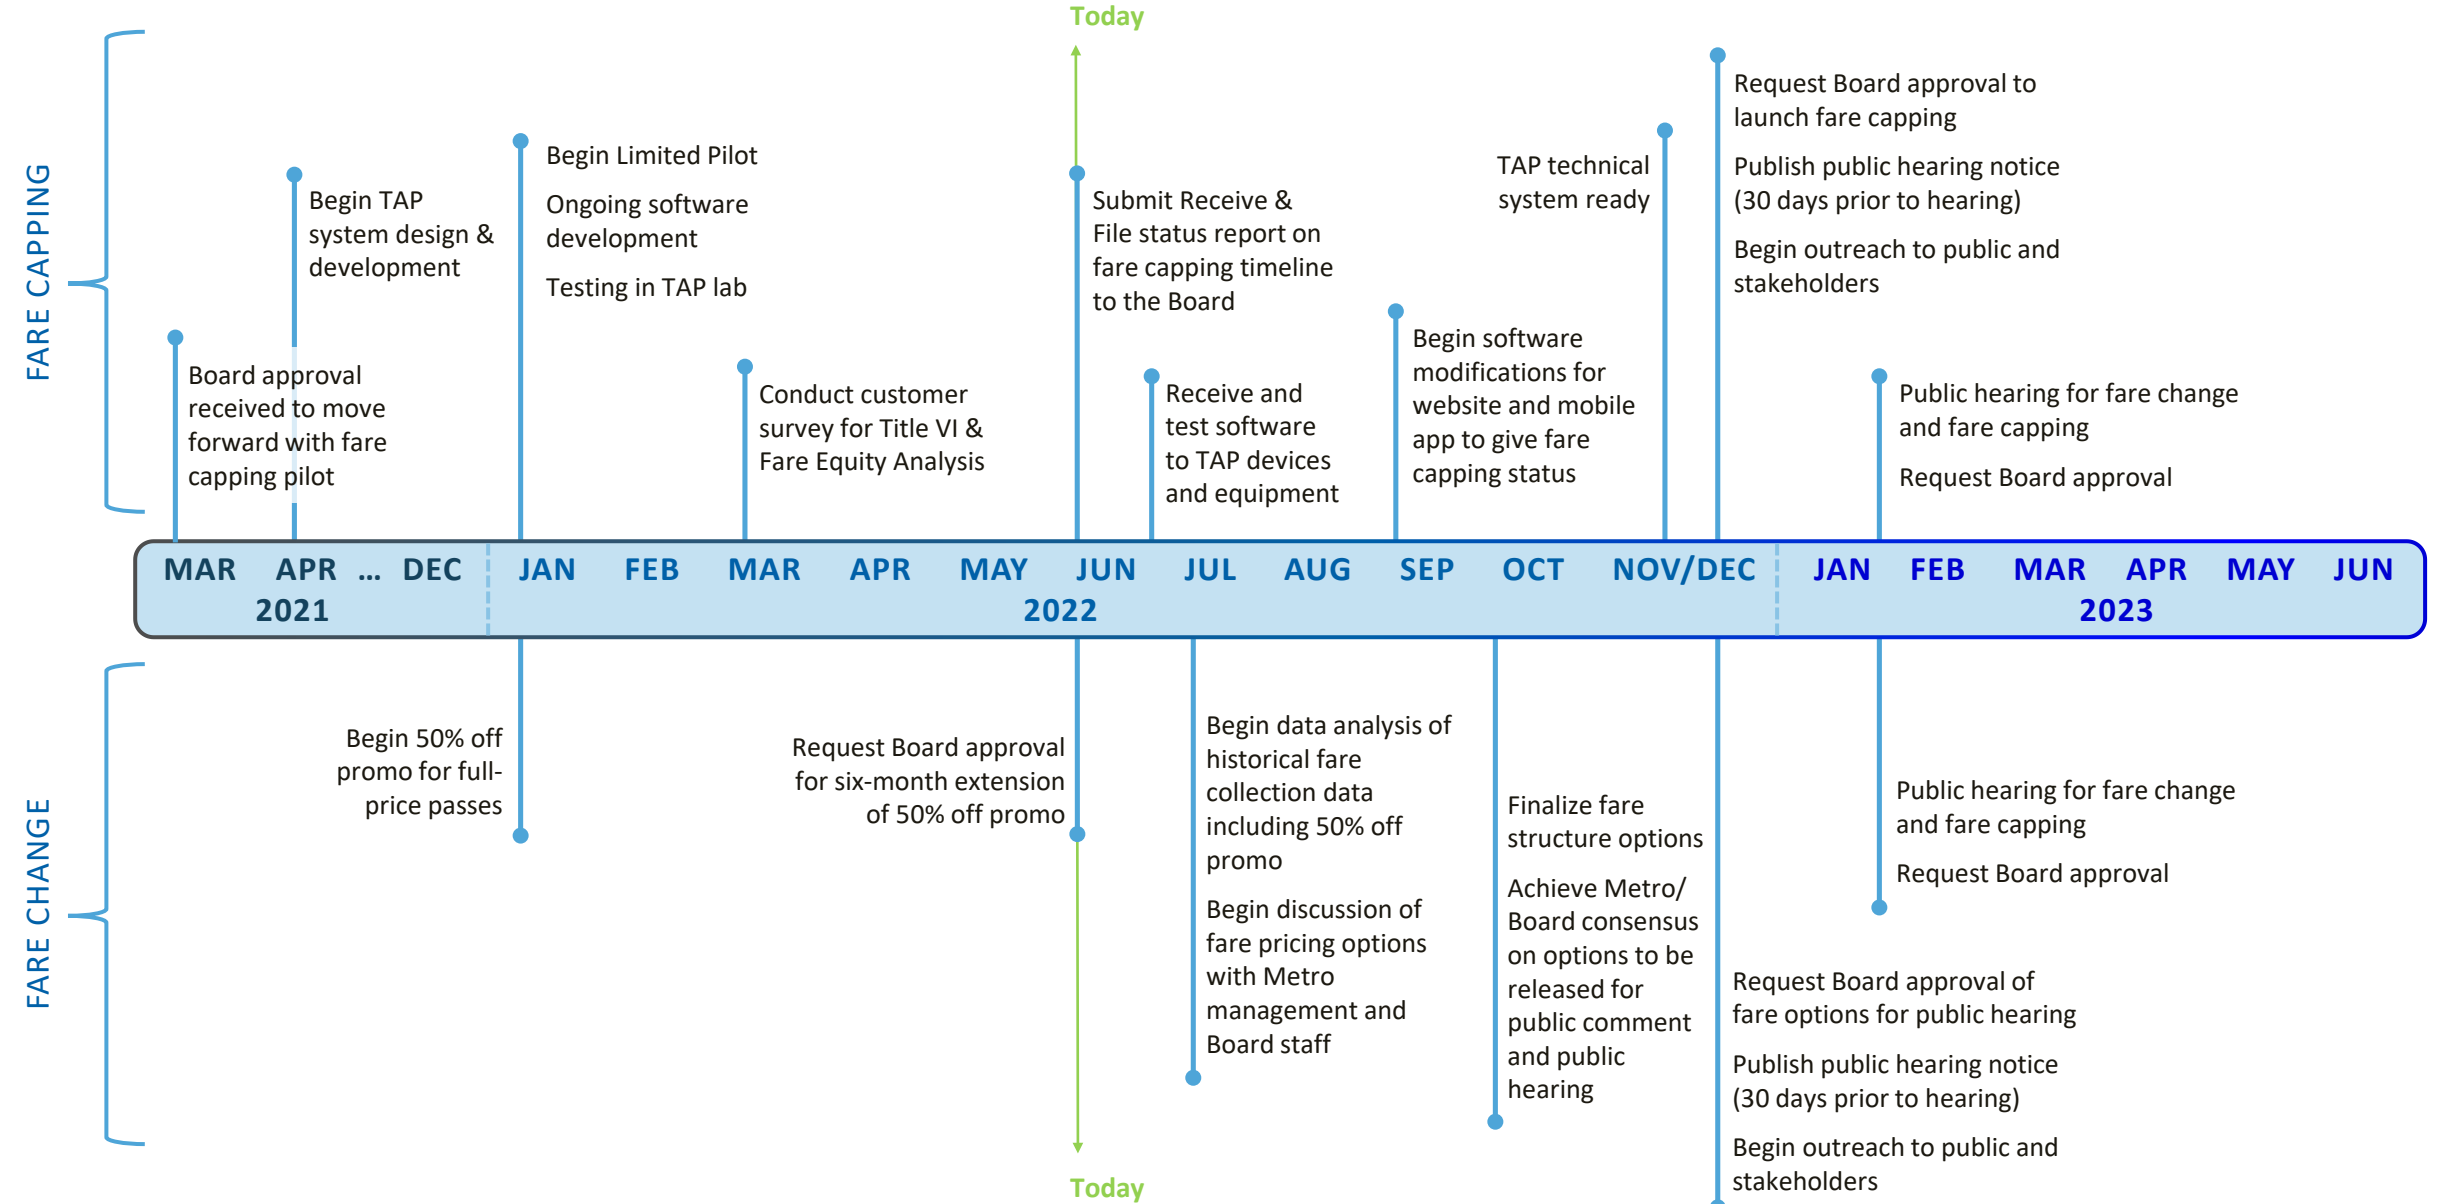 Today
FARE CAPPING
Board approval
received to move
forward with fare
capping pilot
Begin TAP
system design &
development
Begin Limited Pilot
Ongoing software
development
Testing in TAP lab
Conduct customer
survey for Title VI &
Fare Equity Analysis
Submit Receive &
File status report on
fare capping timeline
to the Board
Receive and
test software
to TAP devices
and equipment
Begin software
modifications for
website and mobile
app to give fare
capping status
TAP technical
system ready
Request Board approval to
launch fare capping
Publish public hearing notice
(30 days prior to hearing)
Begin outreach to public and
stakeholders
Public hearing for fare change
and fare capping
Request Board approval
MAR APR ... DEC JAN FEB MAR APR MAY JUN JUL AUG SEP OCT NOV/DEC JAN FEB MAR APR MAY JUN
2021 2022 2023
FARE CHANGE
Begin 50% off
promo for full-
price passes
Request Board approval
for six-month extension
of 50% off promo
Begin data analysis of
historical fare
collection data
including 50% off
promo
Begin discussion of
fare pricing options
with Metro
management and
Board staff
Finalize fare
structure options
Achieve Metro/
Board consensus
on options to be
released for
public comment
and public
hearing
Request Board approval of
fare options for public hearing
Publish public hearing notice
(30 days prior to hearing)
Begin outreach to public and
stakeholders
Public hearing for fare change
and fare capping
Request Board approval
Today